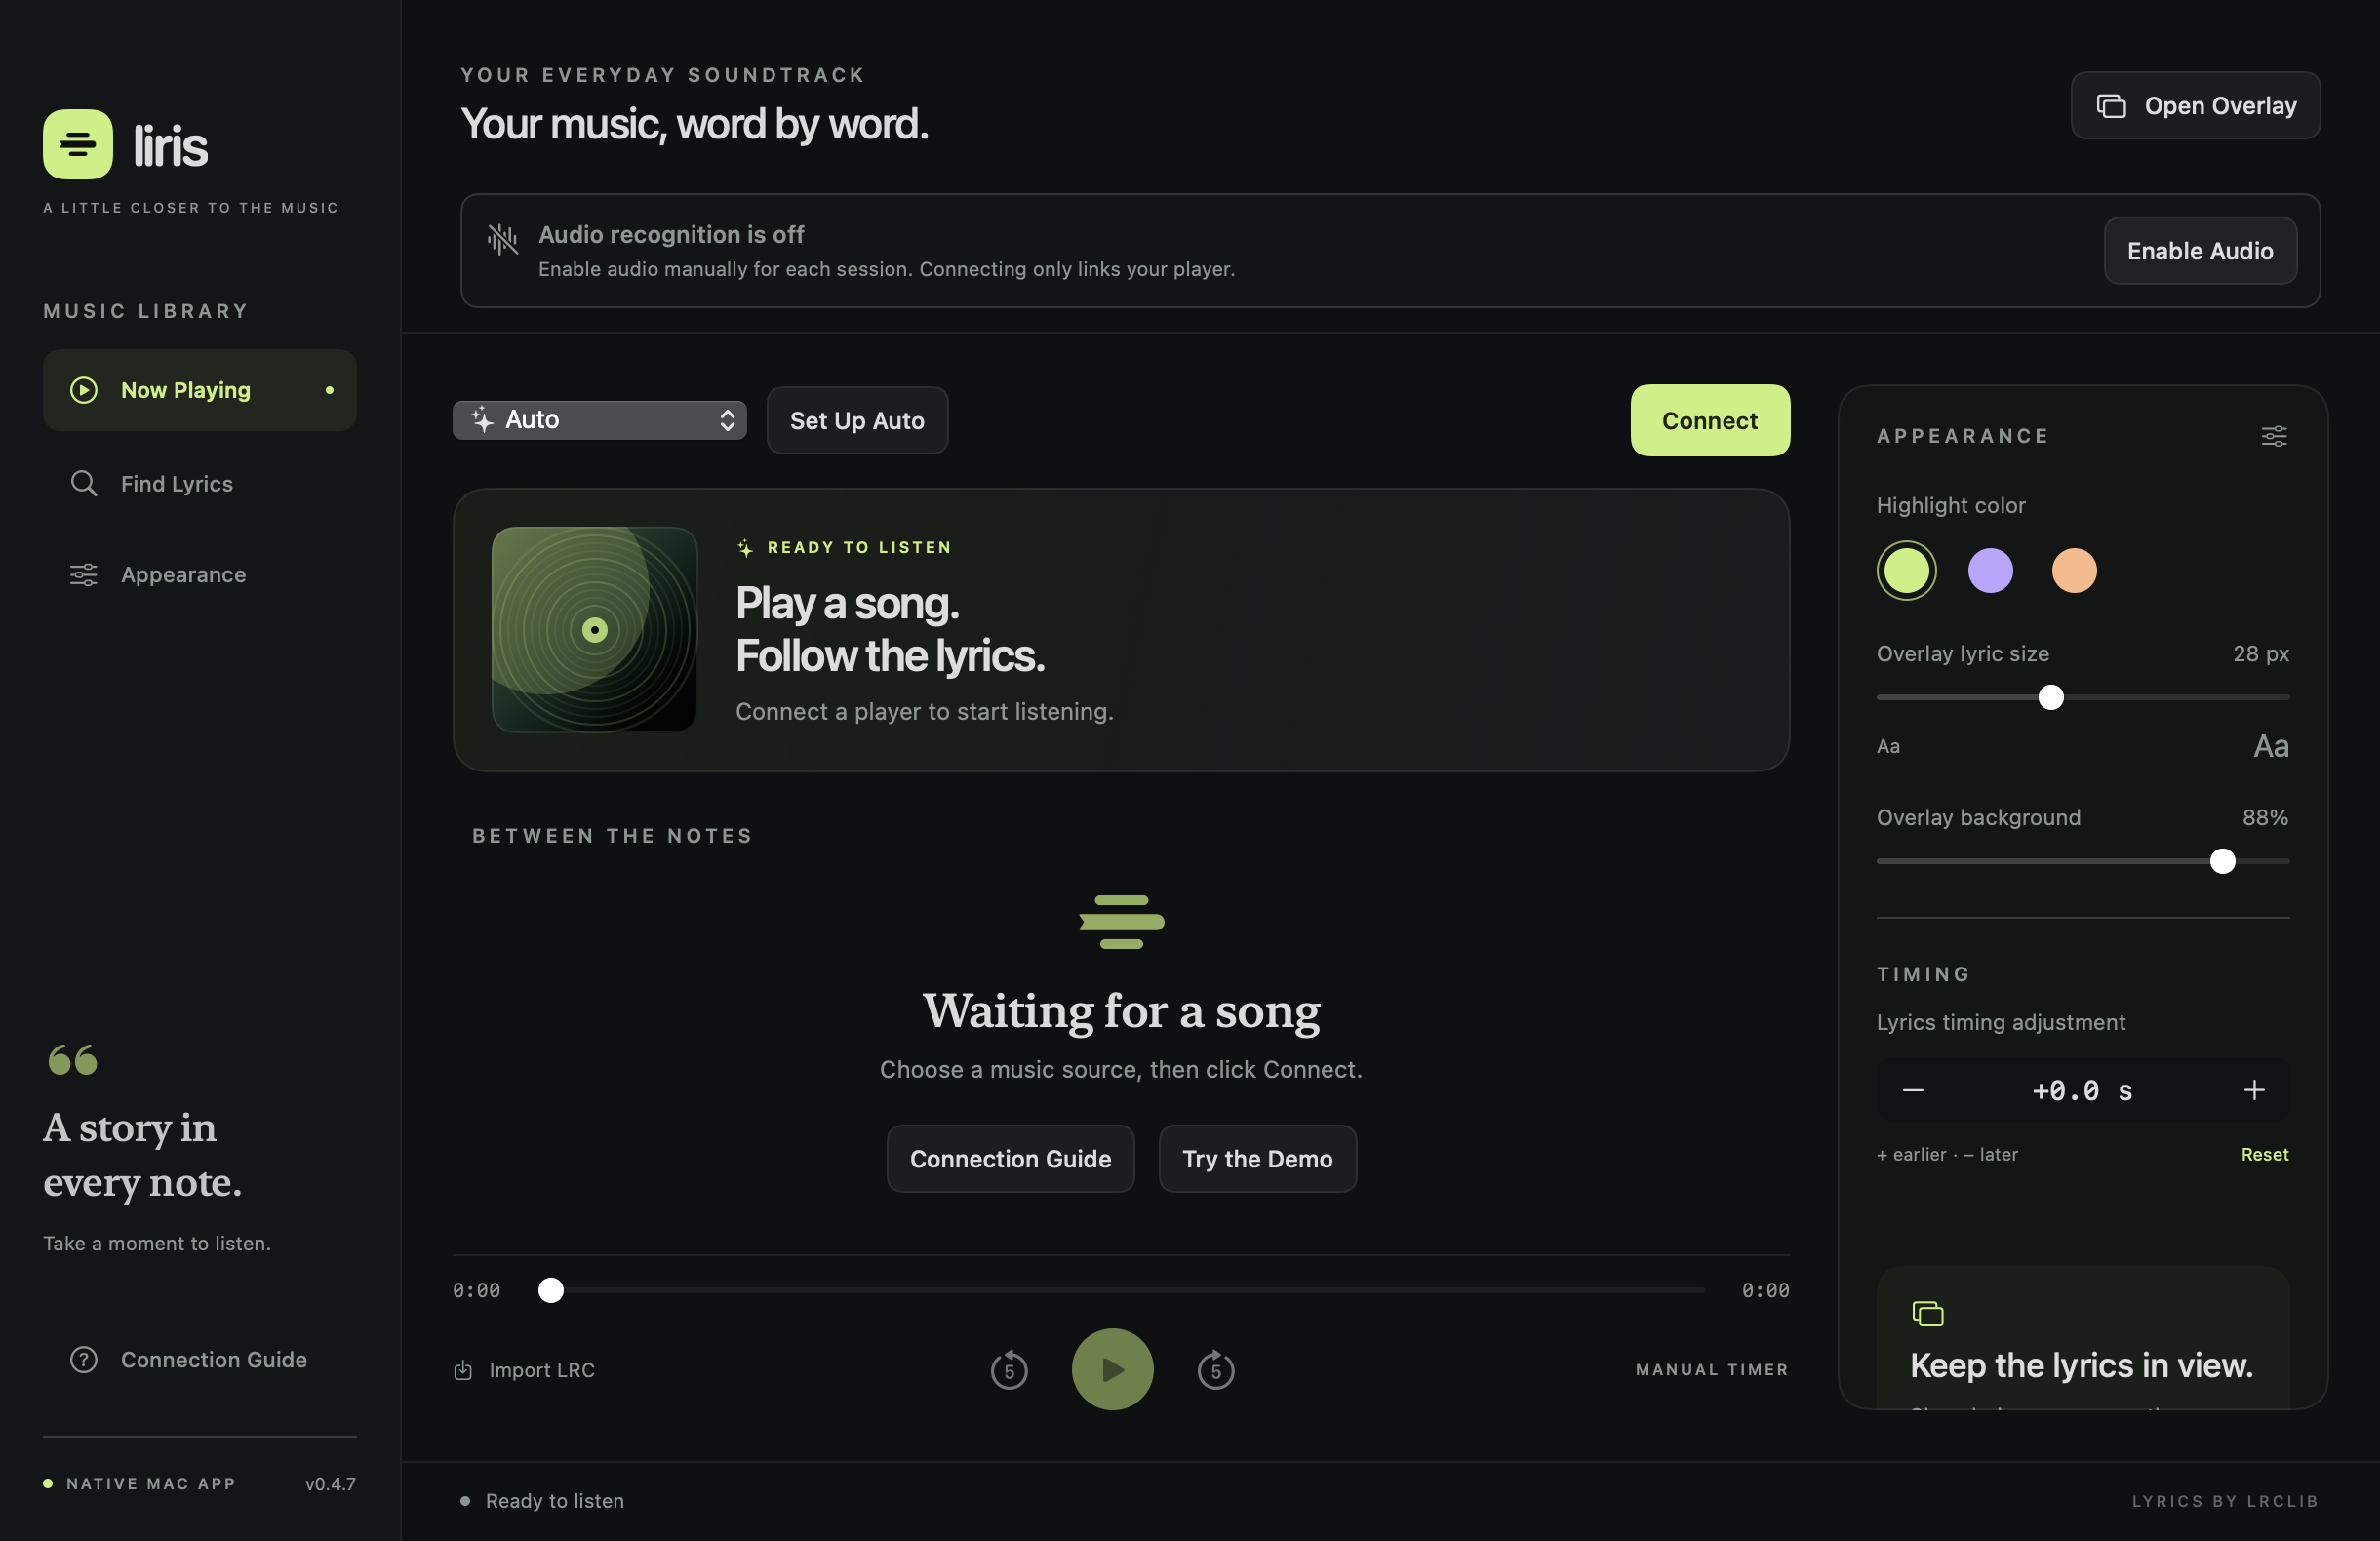 liris
A LITTLE CLOSER TO THE MUSIC
MUSIC LIBRARY
Now Playing
Find Lyrics
Appearance
A story in
every note.
Take a moment to listen.
Connection Guide
NATIVE MAC APP
v0.4.7
YOUR EVERYDAY SOUNDTRACK
Your music, word by word.
Open Overlay
Audio recognition is off
Enable audio manually for each session. Connecting only links your player.
Enable Audio
Auto
Set Up Auto
Connect
READY TO LISTEN
Play a song.
Follow the lyrics.
Connect a player to start listening.
BETWEEN THE NOTES
Waiting for a song
Choose a music source, then click Connect.
Connection Guide
Try the Demo
0:00
0:00
Import LRC
5
5
MANUAL TIMER
APPEARANCE
Highlight color
Overlay lyric size
28 px
Aa
Aa
Overlay background
88%
TIMING
Lyrics timing adjustment
+0.0 s
+ earlier · – later
Reset
Keep the lyrics in view.
Ready to listen
LYRICS BY LRCLIB